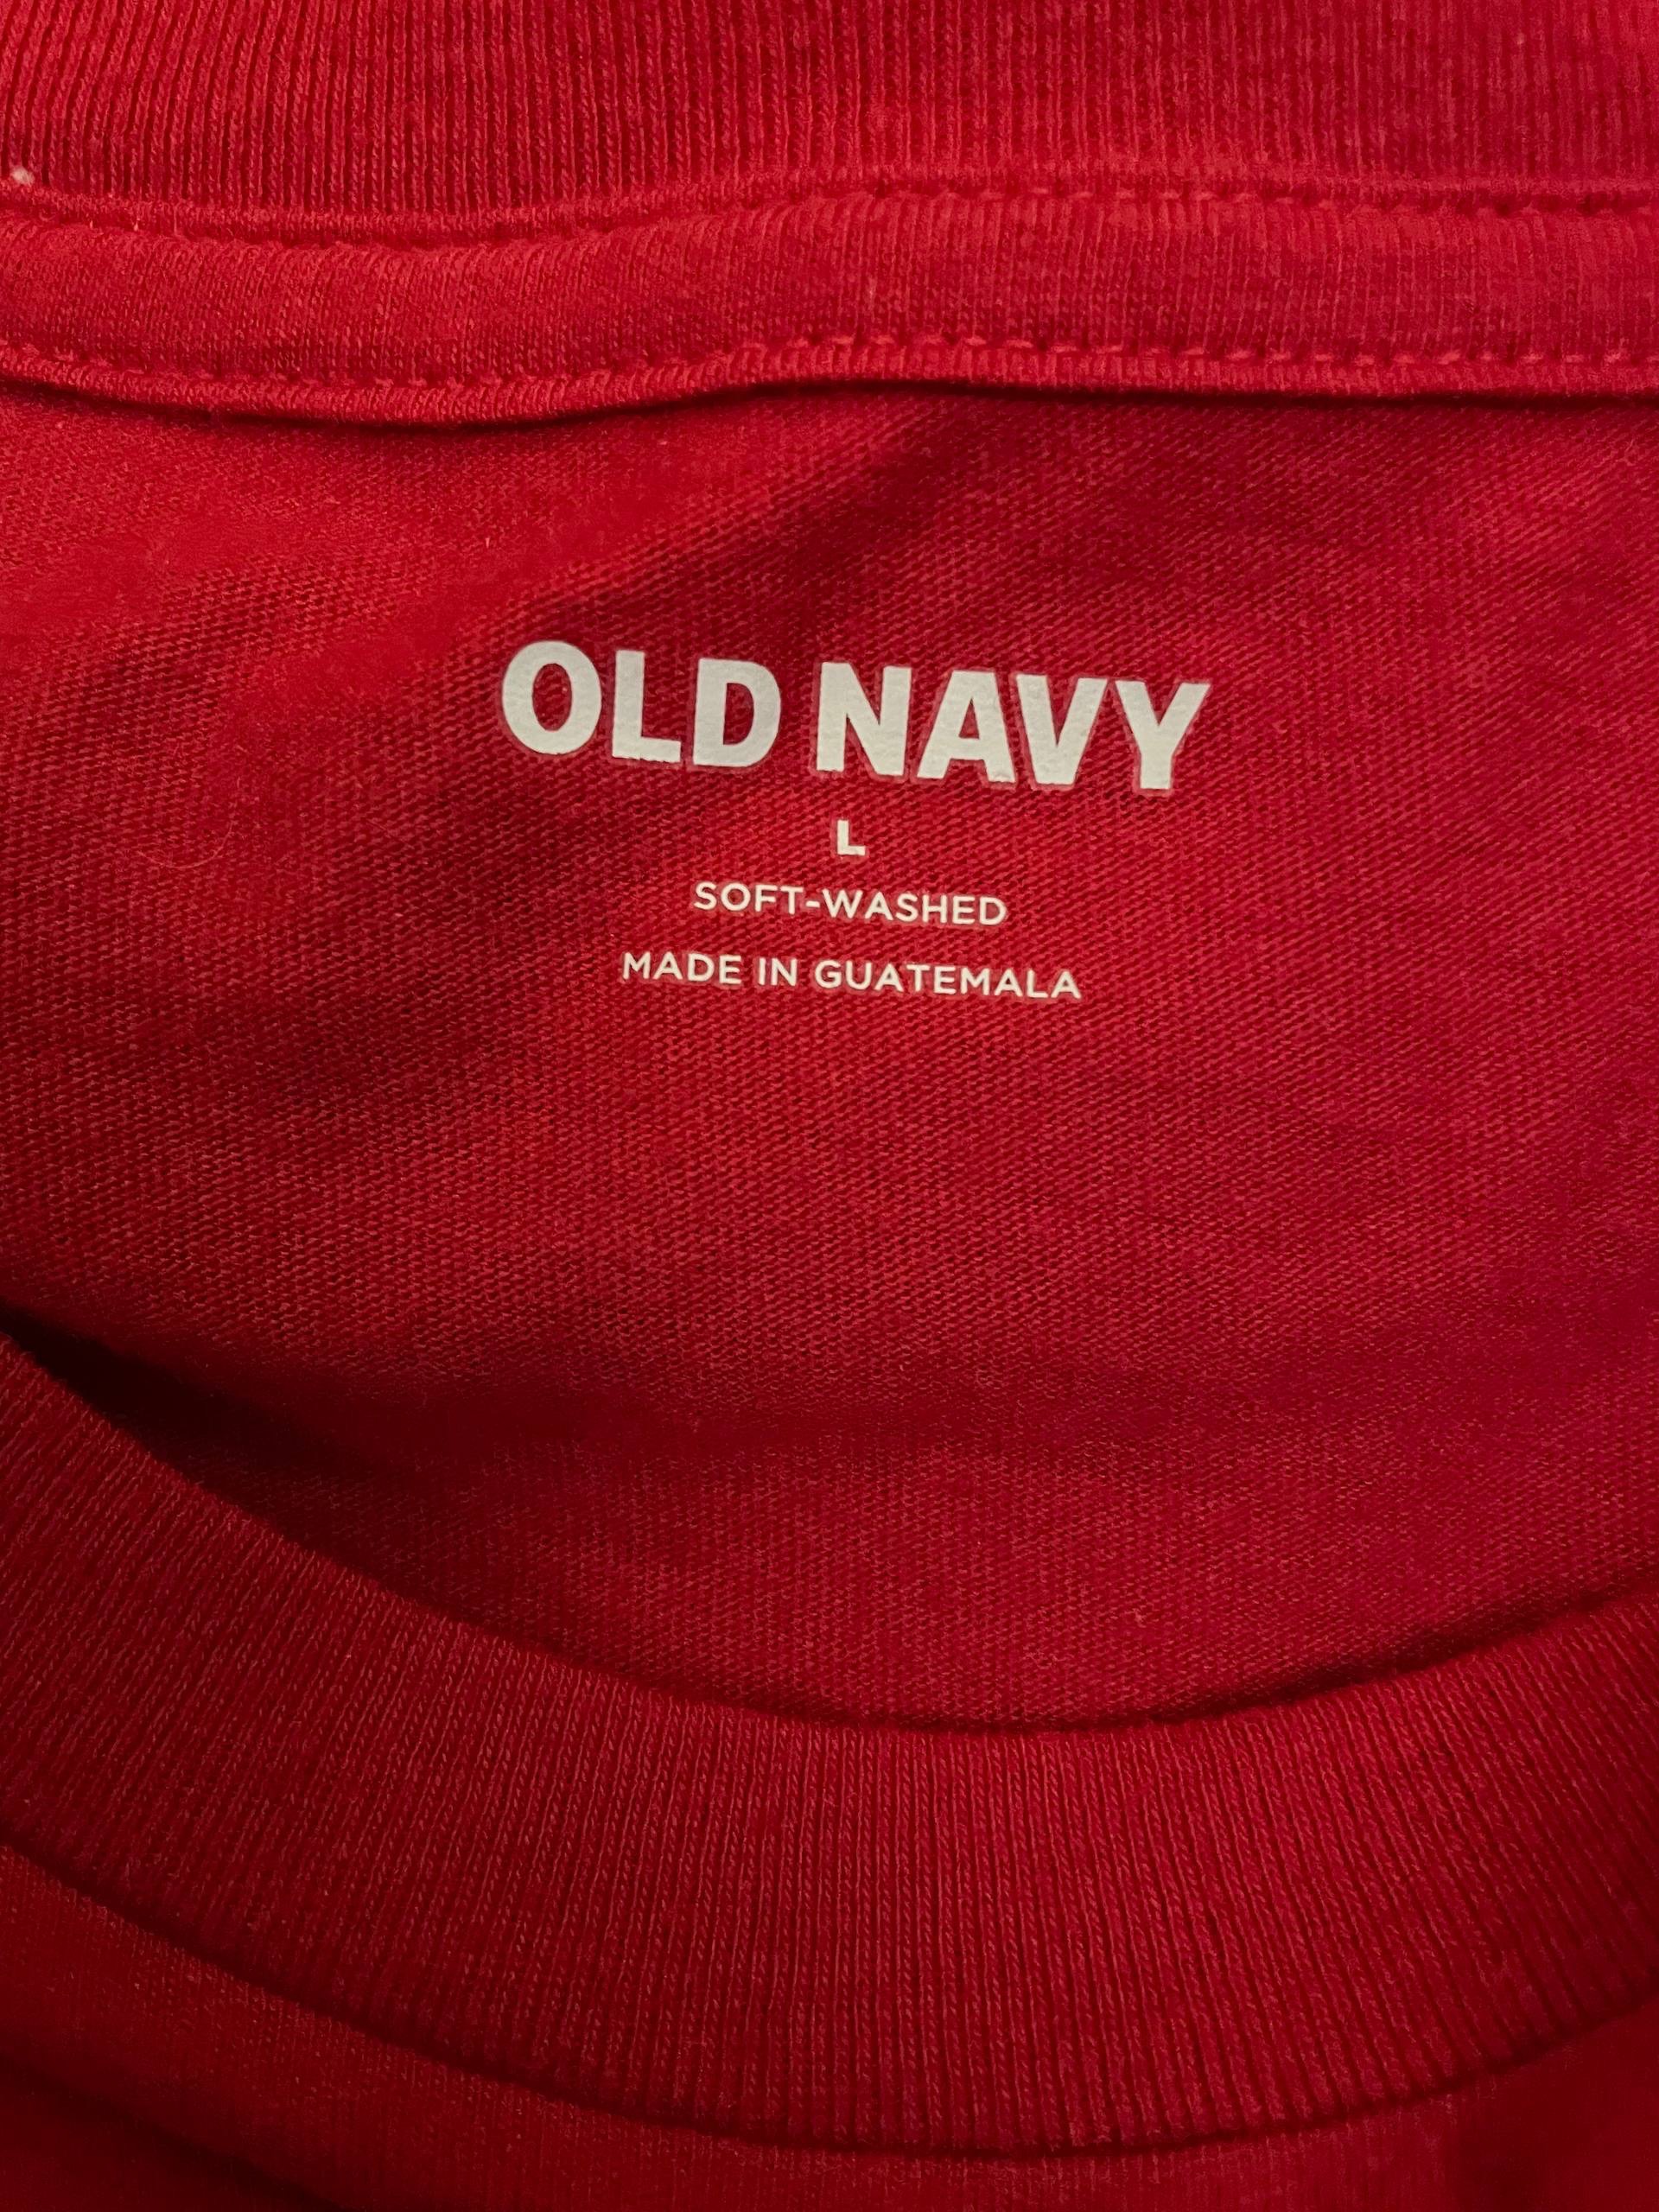 OLD NAVY
L
SOFT-WASHED
MADE IN GUATEMALA